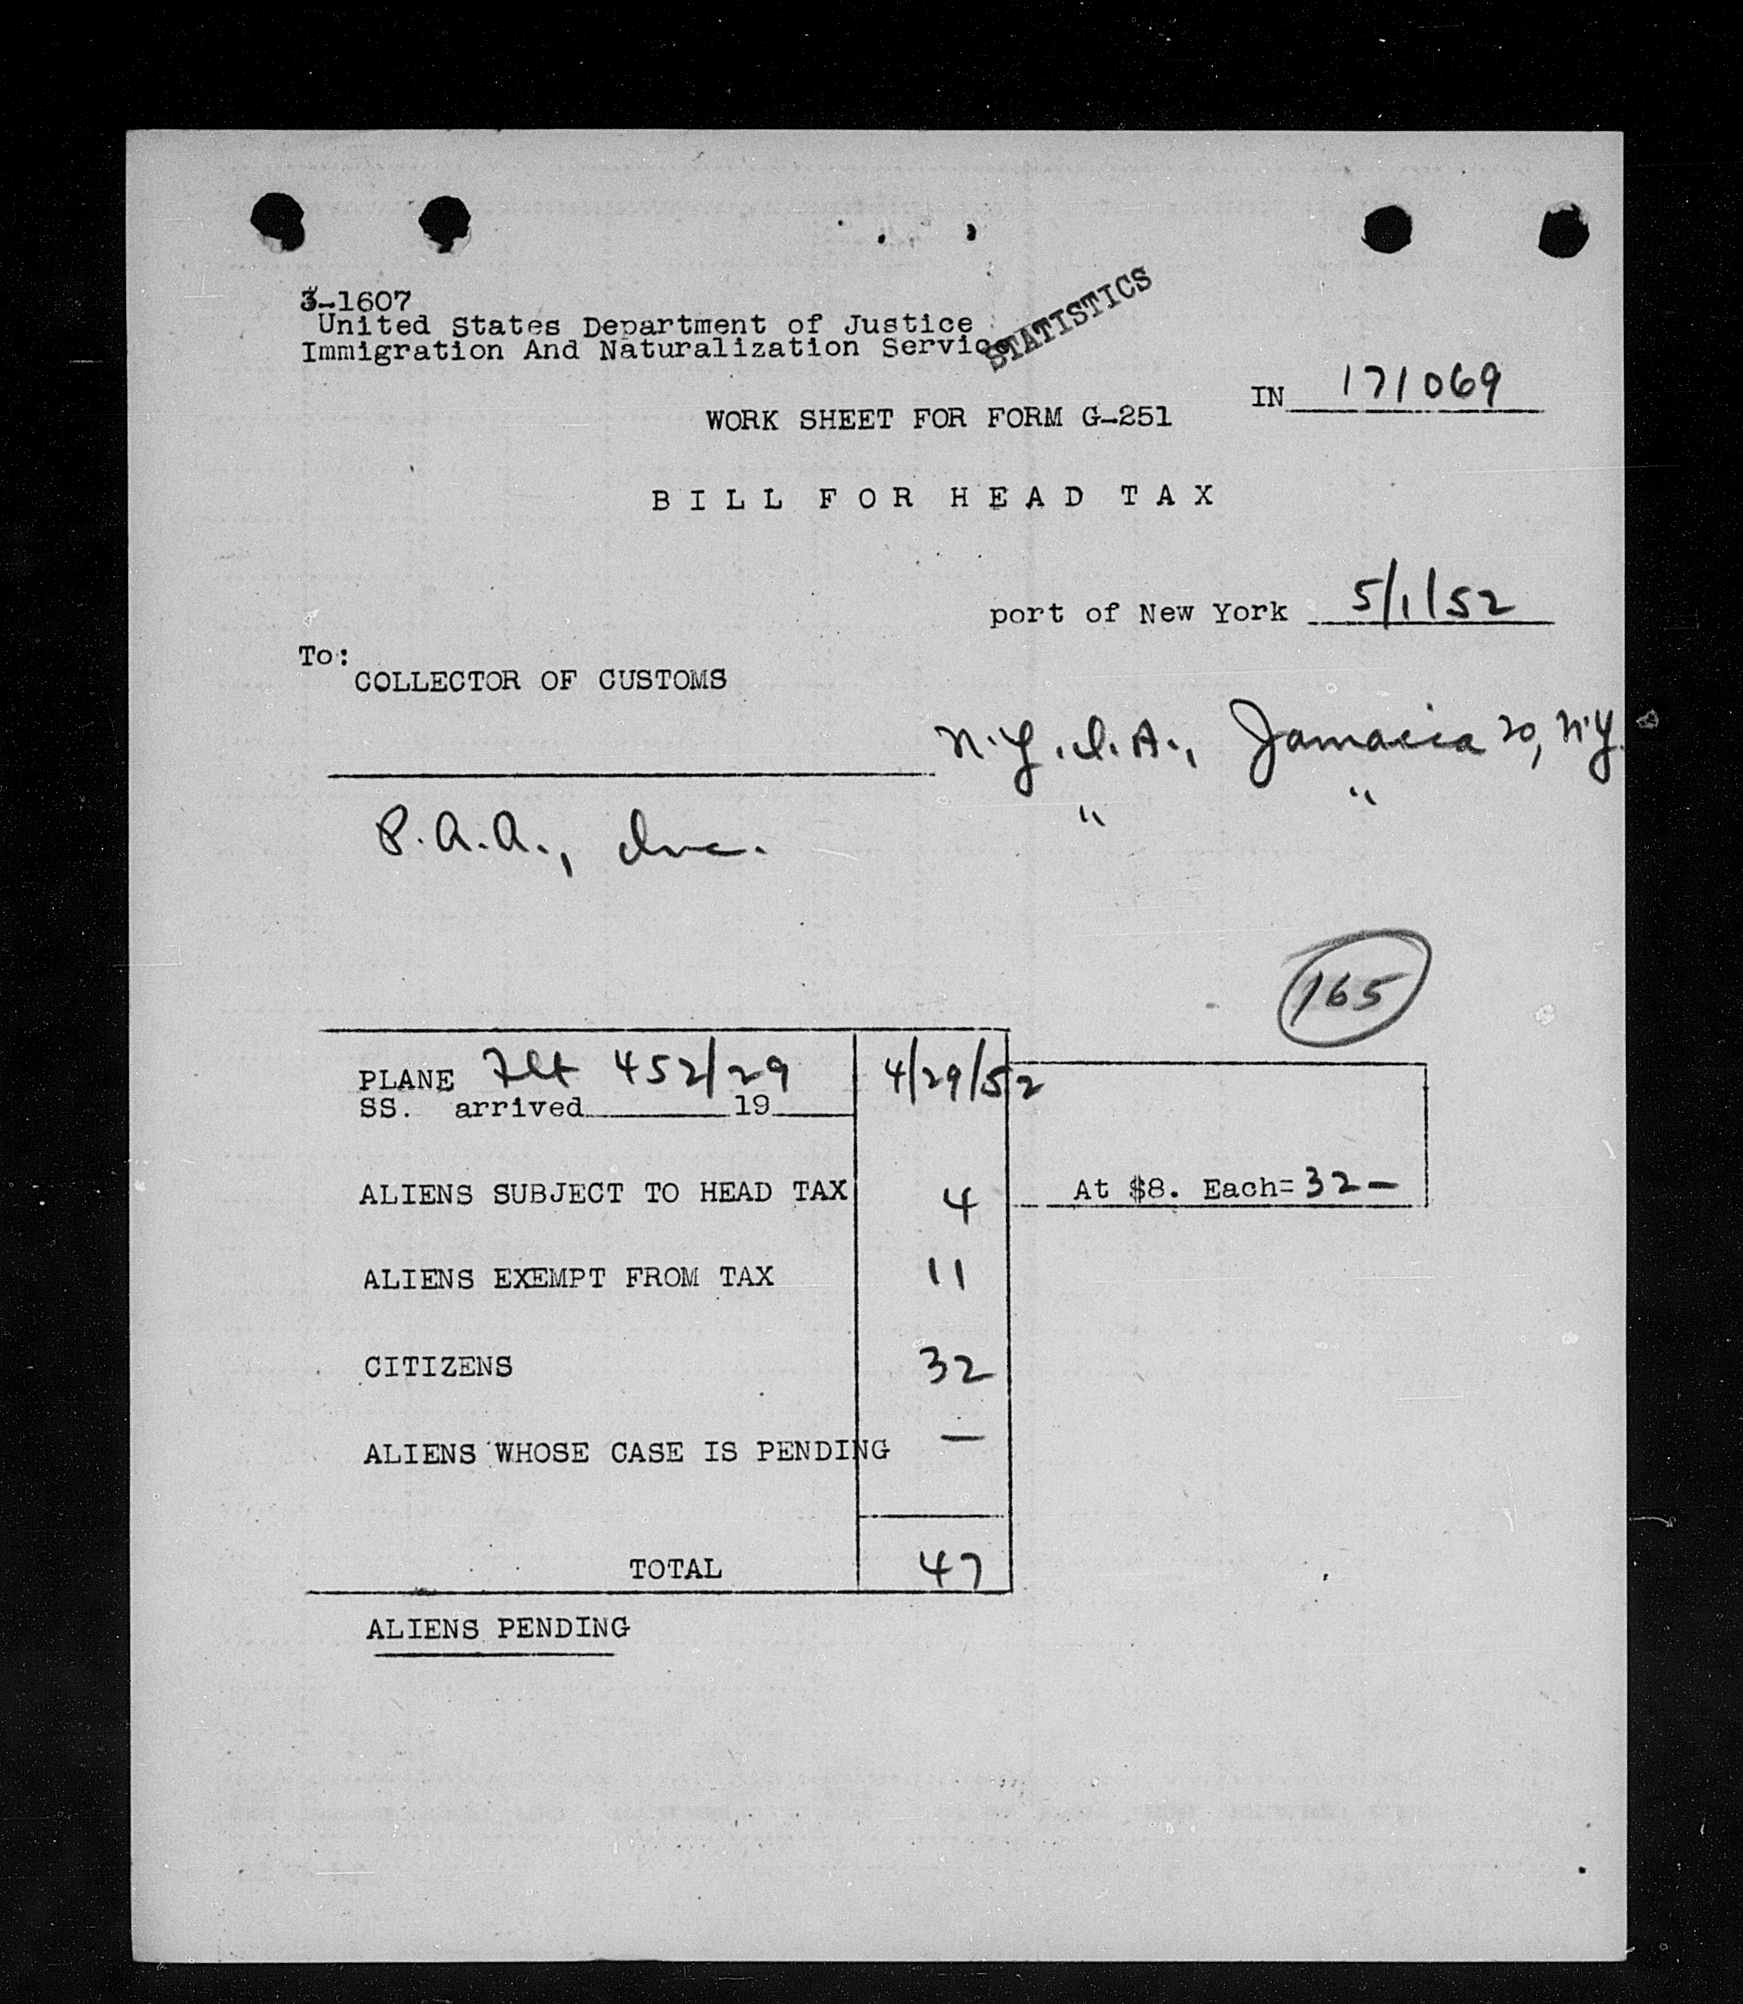 3-1607
United States Department of Justice
Immigration And Naturalization Service
STATISTICS
IN 171069
WORK SHEET FOR FORM G-251
BILL FOR HEAD TAX
port of New York 5/1/52
To:
COLLECTOR OF CUSTOMS
N.Y.I.A., Jamaica 20, N.Y.
P.A.A., Inc. " "
165
PLANE Flt 452/29 4/29/52
SS. arrived 19
ALIENS SUBJECT TO HEAD TAX 4 At $8. Each= 32 —
ALIENS EXEMPT FROM TAX 11
CITIZENS 32
ALIENS WHOSE CASE IS PENDING —
TOTAL 47
ALIENS PENDING